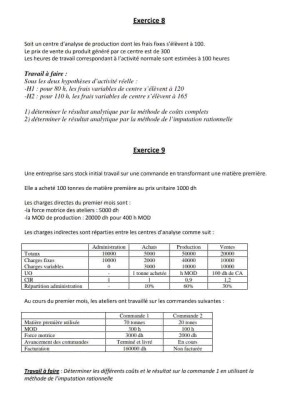 Exercice 8
Soit un centre d'analyse de production dont les frais fixes s'élèvent à 100.
Le prix de vente du produit généré par ce centre est de 300
Les heures de travail correspondant à l'activité normale sont estimées à 100 heures
Travail à faire :
Sous les deux hypothèses d'activité réelle :
-H1 : pour 80 h, les frais variables de centre s'élèvent à 120
-H2 : pour 110 h, les frais variables de centre s'élèvent à 165
1) déterminer le résultat analytique par la méthode de coûts complets
2) déterminer le résultat analytique par la méthode de l'imputation rationnelle
Exercice 9
Une entreprise sans stock initial travail sur une commande en transformant une matière première.
Elle a acheté 100 tonnes de matière première au prix unitaire 1000 dh
Les charges directes du premier mois sont :
-la force motrice des ateliers : 5000 dh
-la MOD de production : 20000 dh pour 400 h MOD
Les charges indirectes sont réparties entre les centres d'analyse comme suit :
Administration Achats Production Ventes
Totaux 10000 5000 50000 20000
Charges fixes 10000 2000 40000 10000
Charges variables 0 3000 10000 10000
UO - 1 tonne achetée h MOD 100 dh de CA
CIR 1 1 0,9 1,2
Répartition administration 10% 60% 30%
Au cours du premier mois, les ateliers ont travaillé sur les commandes suivantes :
Commande 1 Commande 2
Matière première utilisée 70 tonnes 20 tones
MOD 300 h 100 h
Force motrice 3000 dh 2000 dh
Avancement des commandes Terminé et livré En cours
Facturation 160000 dh Non facturée
Travail à faire : Déterminer les différents coûts et le résultat sur la commande 1 en utilisant la
méthode de l'imputation rationnelle